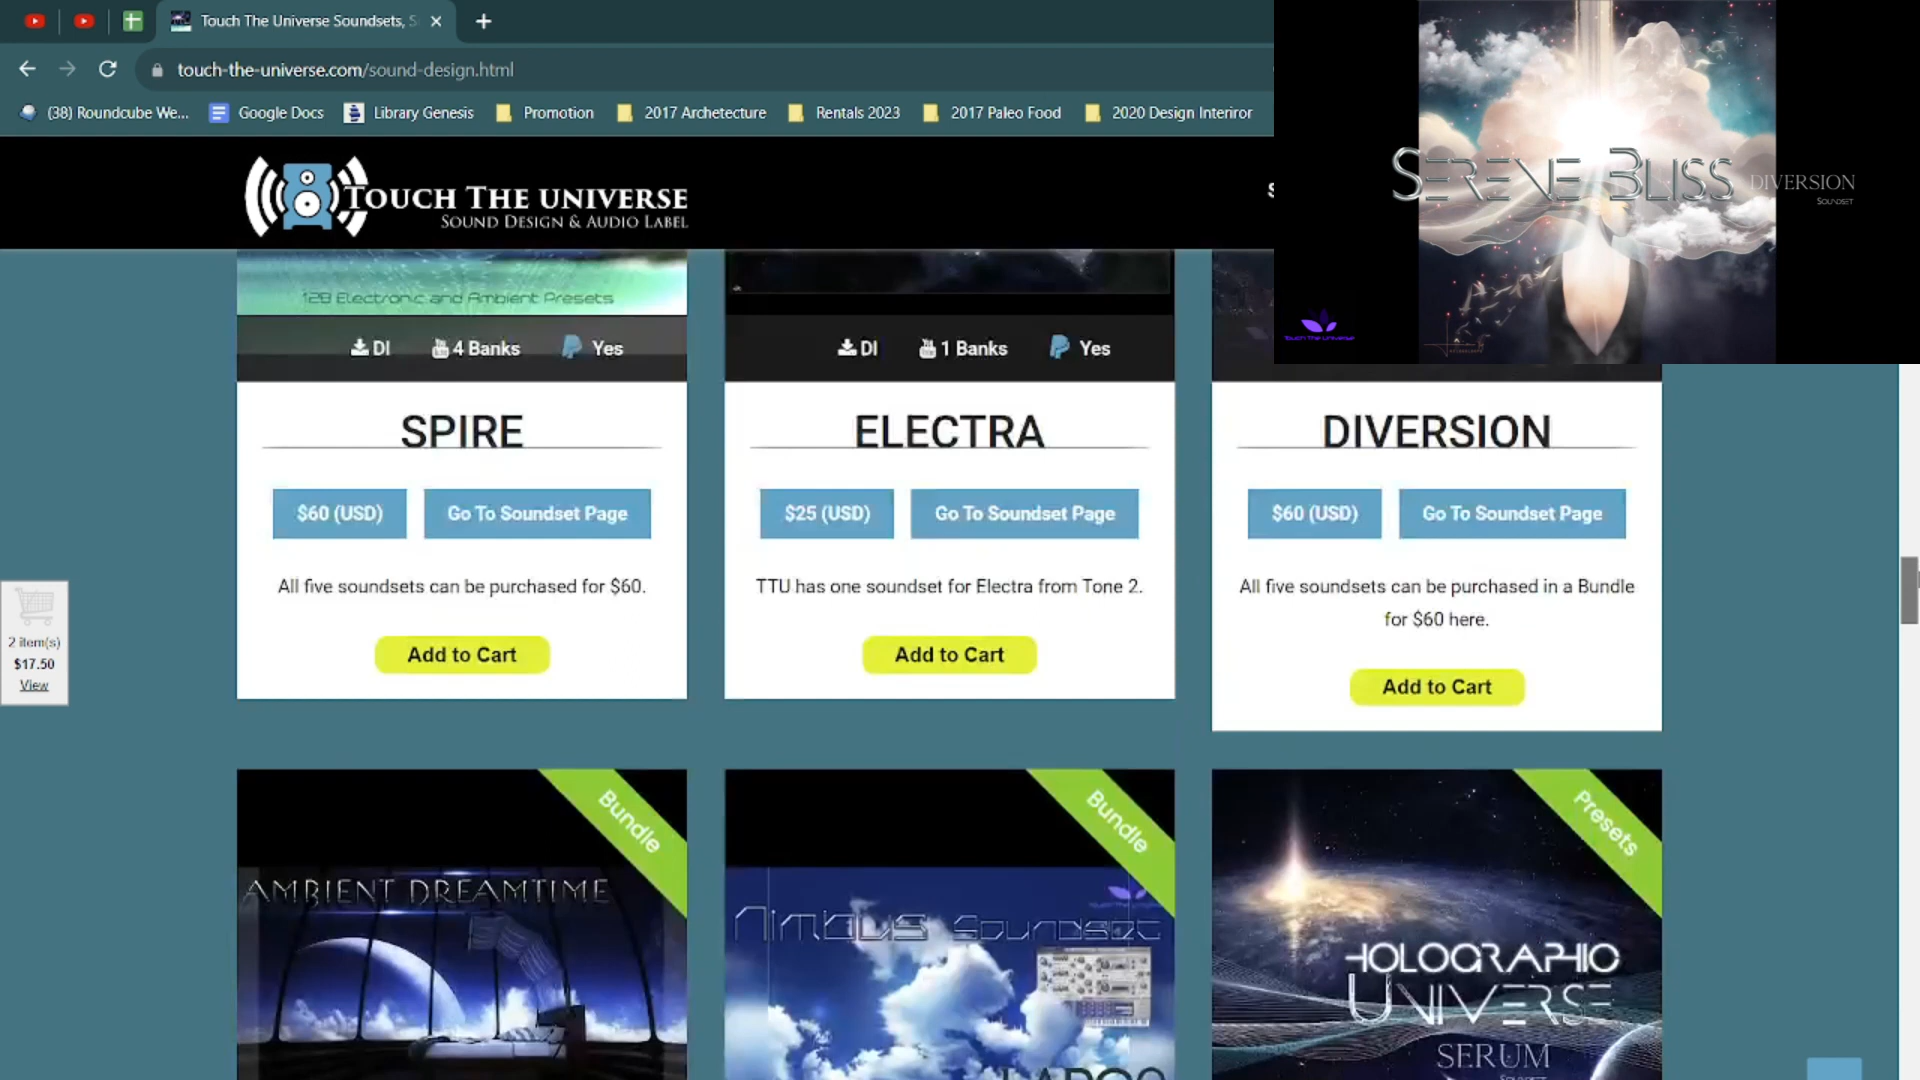 Touch The Universe Soundsets, S
touch-the-universe.com/sound-design.html
(38) Roundcube We...
Google Docs
Library Genesis
Promotion
2017 Archetecture
Rentals 2023
2017 Paleo Food
2020 Design Interiror
SERENE BLISS
DIVERSION
SOUNDSET
Touch The Universe
TOUCH THE UNIVERSE
SOUND DESIGN & AUDIO LABEL
S
128 Electronic and Ambient Presets
DI
4 Banks
Yes
DI
1 Banks
Yes
SPIRE
$60 (USD)
Go To Soundset Page
All five soundsets can be purchased for $60.
Add to Cart
ELECTRA
$25 (USD)
Go To Soundset Page
TTU has one soundset for Electra from Tone 2.
Add to Cart
DIVERSION
$60 (USD)
Go To Soundset Page
All five soundsets can be purchased in a Bundle
for $60 here.
Add to Cart
2 item(s)
$17.50
View
Bundle
AMBIENT DREAMTIME
Bundle
Nimbus Soundset
Presets
HOLOGRAPHIC
UNIVERSE
SERUM